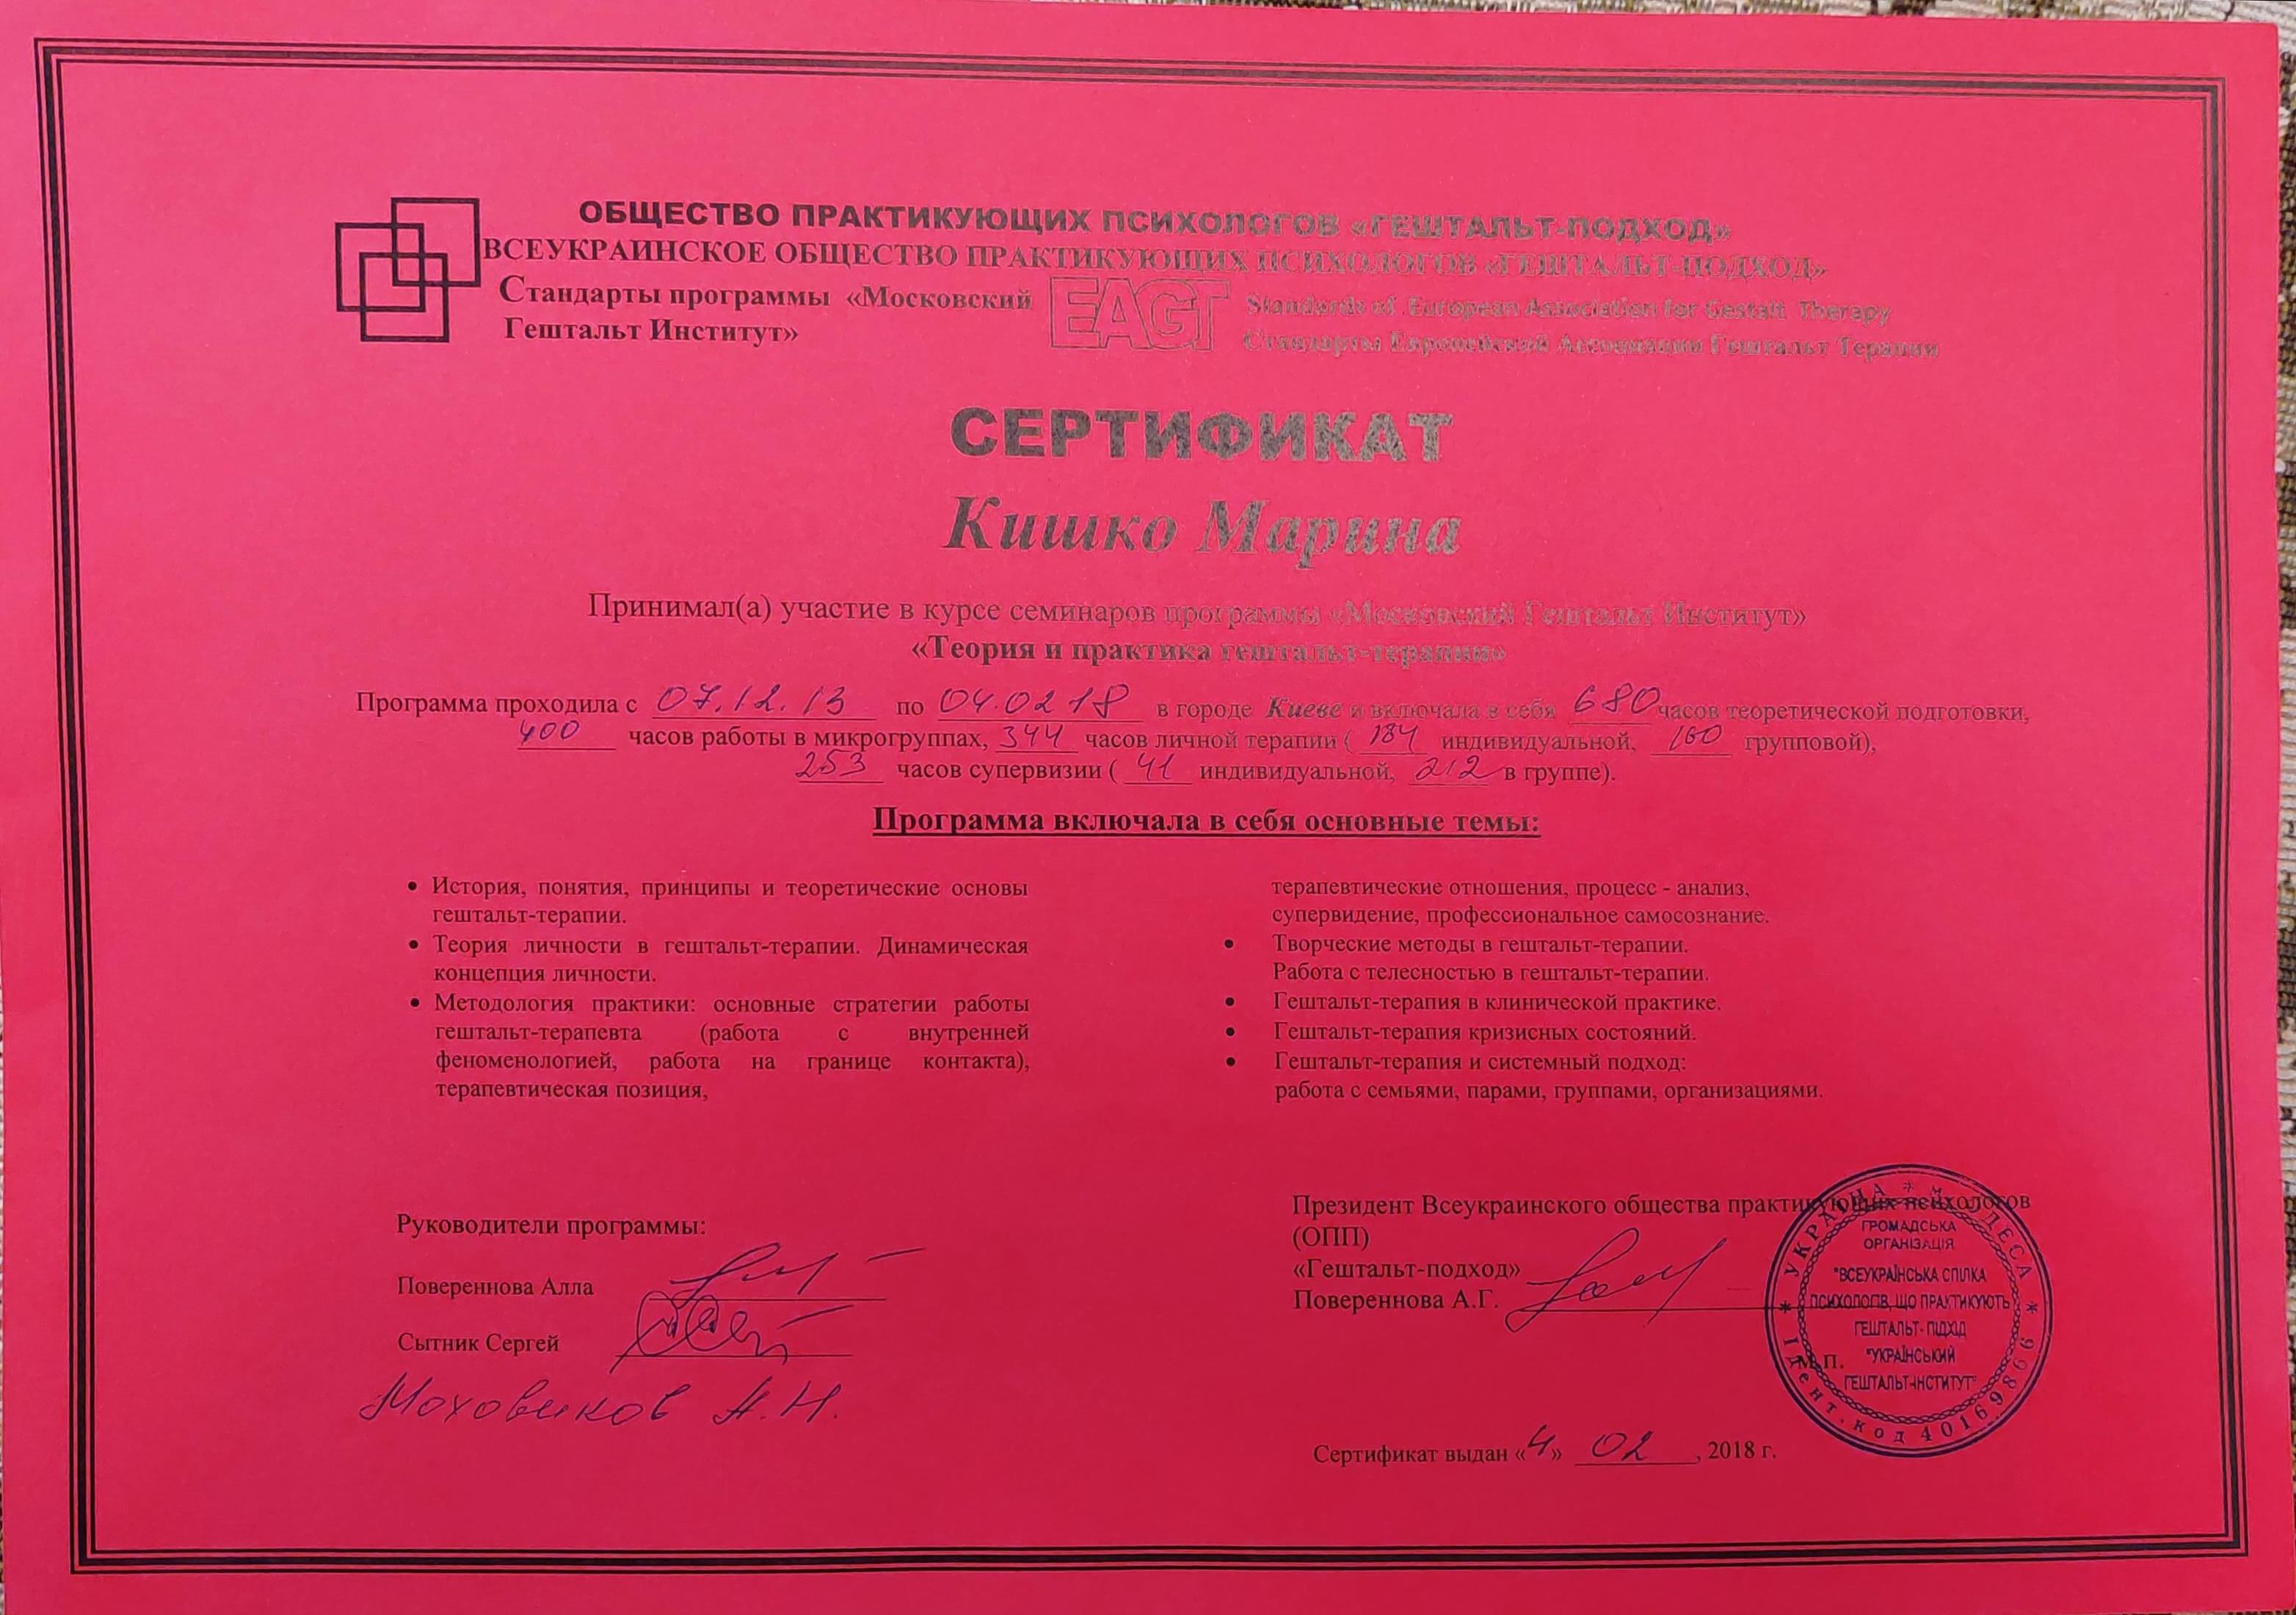 ОБЩЕСТВО ПРАКТИКУЮЩИХ ПСИХОЛОГОВ «ГЕШТАЛЬТ-ПОДХОД»
ВСЕУКРАИНСКОЕ ОБЩЕСТВО ПРАКТИКУЮЩИХ ПСИХОЛОГОВ «ГЕШТАЛЬТ-ПОДХОД»
Стандарты программы «Московский
Гештальт Институт»
EAGT
Standards of European Association for Gestalt Therapy
Стандарты Европейской Ассоциации Гештальт Терапии
СЕРТИФИКАТ
Кишко Марина
Принимал(а) участие в курсе семинаров программы «Московский Гештальт Институт»
«Теория и практика гештальт-терапии»
Программа проходила с 07.12.13 по 04.02 18 в городе Киеве и включала в себя 680 часов теоретической подготовки,
400 часов работы в микрогруппах, 344 часов личной терапии ( 184 индивидуальной, 160 групповой),
253 часов супервизии ( 41 индивидуальной, 212 в группе).
Программа включала в себя основные темы:
• История, понятия, принципы и теоретические основы
гештальт-терапии.
• Теория личности в гештальт-терапии. Динамическая
концепция личности.
• Методология практики: основные стратегии работы
гештальт-терапевта (работа с внутренней
феноменологией, работа на границе контакта),
терапевтическая позиция,
терапевтические отношения, процесс - анализ,
супервидение, профессиональное самосознание.
• Творческие методы в гештальт-терапии.
Работа с телесностью в гештальт-терапии.
• Гештальт-терапия в клинической практике.
• Гештальт-терапия кризисных состояний.
• Гештальт-терапия и системный подход:
работа с семьями, парами, группами, организациями.
Руководители программы:
Повереннова Алла
Сытник Сергей
Моховиков А.Н.
Президент Всеукраинского общества практикующих психологов
(ОПП)
«Гештальт-подход»
Повереннова А.Г.
М.П.
* УКРАЇНА * ОДЕСА *
ГРОМАДСЬКА
ОРГАНІЗАЦІЯ
"ВСЕУКРАЇНСЬКА СПІЛКА
ПСИХОЛОГІВ, ЩО ПРАКТИКУЮТЬ
ГЕШТАЛЬТ-ПІДХІД
"УКРАЇНСЬКИЙ
ГЕШТАЛЬТ-ІНСТИТУТ"
Ідент. код 40169866
Сертификат выдан «4» 02, 2018 г.